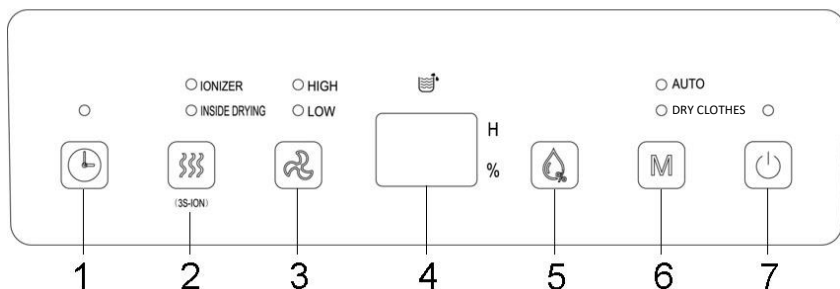 IONIZER
INSIDE DRYING
HIGH
LOW
AUTO
DRY CLOTHES
H
%
%
M
(3S-ION)
1 2 3 4 5 6 7